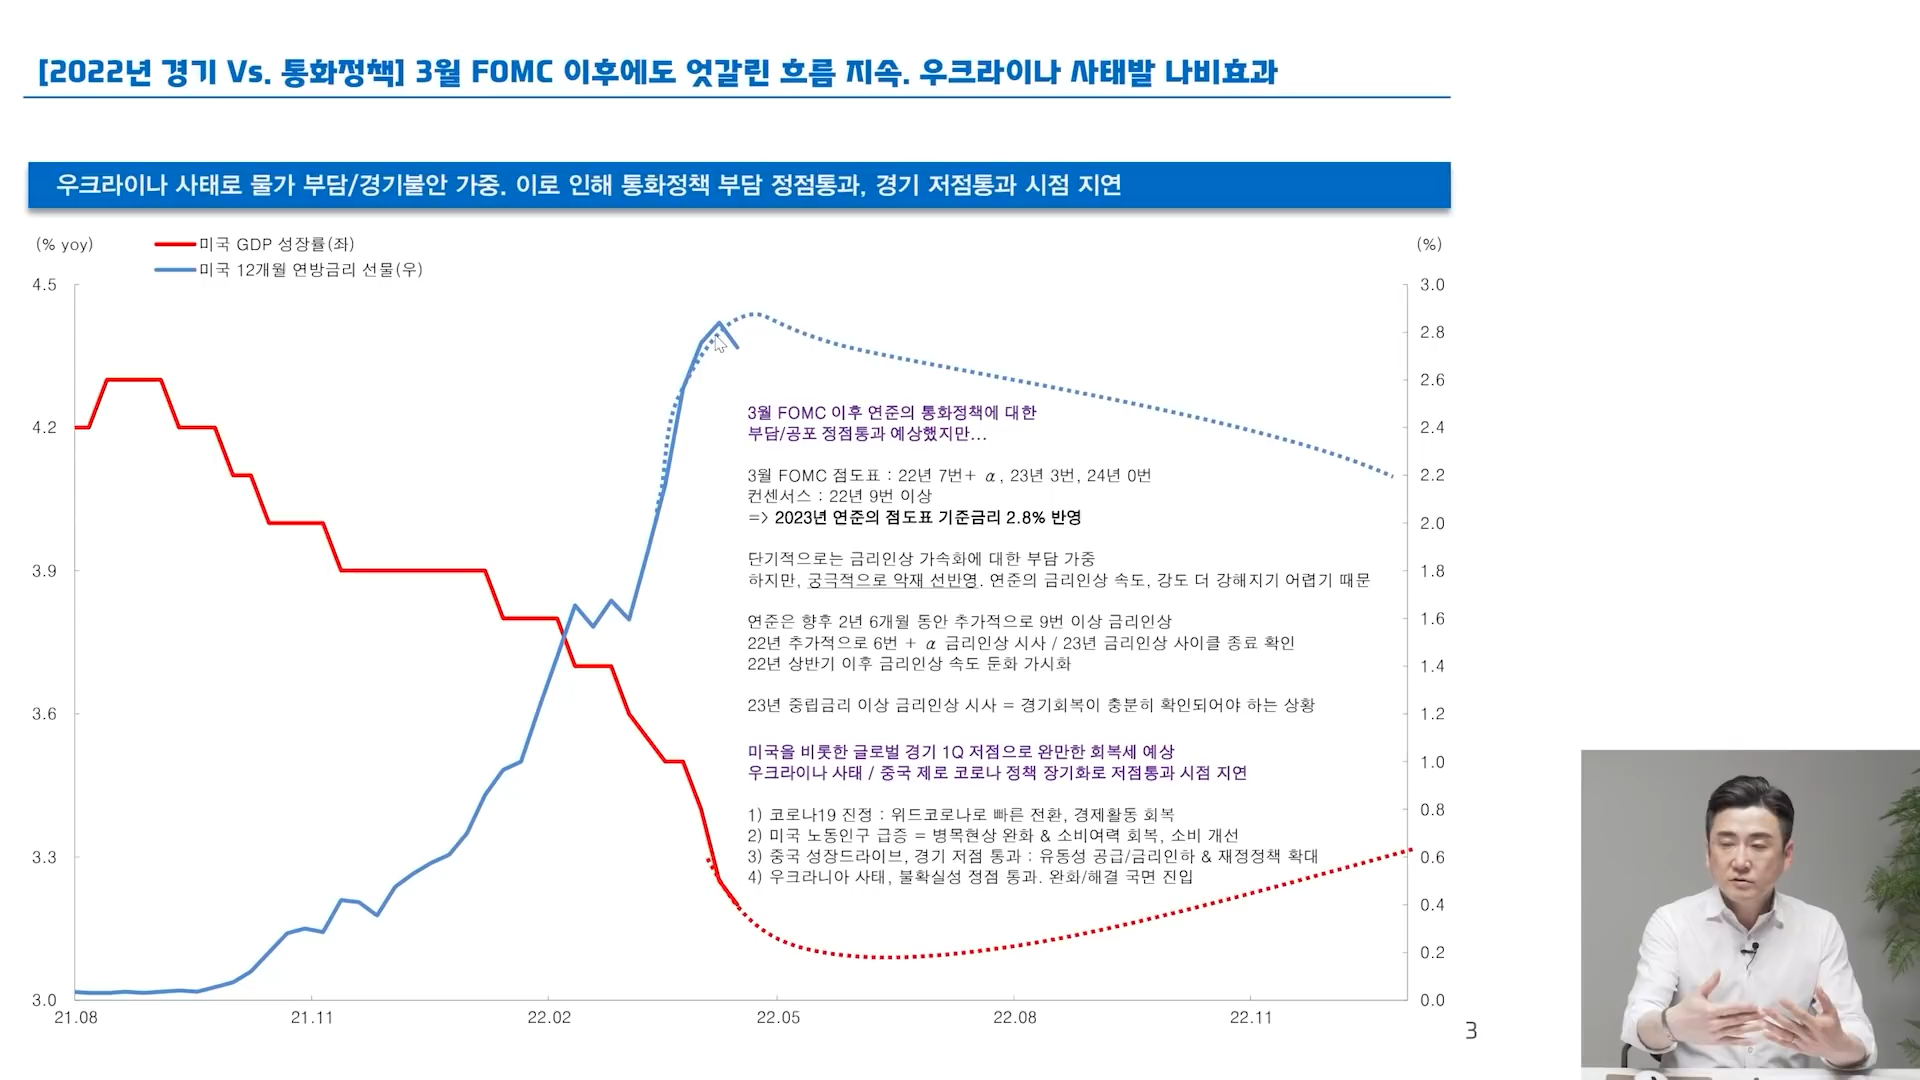 [2022년 경기 Vs. 통화정책] 3월 FOMC 이후에도 엇갈린 흐름 지속. 우크라이나 사태발 나비효과
우크라이나 사태로 물가 부담/경기불안 가중. 이로 인해 통화정책 부담 정점통과, 경기 저점통과 시점 지연
(% yoy)
미국 GDP 성장률(좌)
미국 12개월 연방금리 선물(우)
(%)
4.5
4.2
3.9
3.6
3.3
3.0
3.0
2.8
2.6
2.4
2.2
2.0
1.8
1.6
1.4
1.2
1.0
0.8
0.6
0.4
0.2
0.0
3월 FOMC 이후 연준의 통화정책에 대한
부담/공포 정점통과 예상했지만...
3월 FOMC 점도표 : 22년 7번+ α, 23년 3번, 24년 0번
컨센서스 : 22년 9번 이상
=> 2023년 연준의 점도표 기준금리 2.8% 반영
단기적으로는 금리인상 가속화에 대한 부담 가중
하지만, 궁극적으로 악재 선반영. 연준의 금리인상 속도, 강도 더 강해지기 어렵기 때문
연준은 향후 2년 6개월 동안 추가적으로 9번 이상 금리인상
22년 추가적으로 6번 + α 금리인상 시사 / 23년 금리인상 사이클 종료 확인
22년 상반기 이후 금리인상 속도 둔화 가시화
23년 중립금리 이상 금리인상 시사 = 경기회복이 충분히 확인되어야 하는 상황
미국을 비롯한 글로벌 경기 1Q 저점으로 완만한 회복세 예상
우크라이나 사태 / 중국 제로 코로나 정책 장기화로 저점통과 시점 지연
1) 코로나19 진정 : 위드코로나로 빠른 전환, 경제활동 회복
2) 미국 노동인구 급증 = 병목현상 완화 & 소비여력 회복, 소비 개선
3) 중국 성장드라이브, 경기 저점 통과 : 유동성 공급/금리인하 & 재정정책 확대
4) 우크라니아 사태, 불확실성 정점 통과. 완화/해결 국면 진입
21.08
21.11
22.02
22.05
22.08
22.11
3